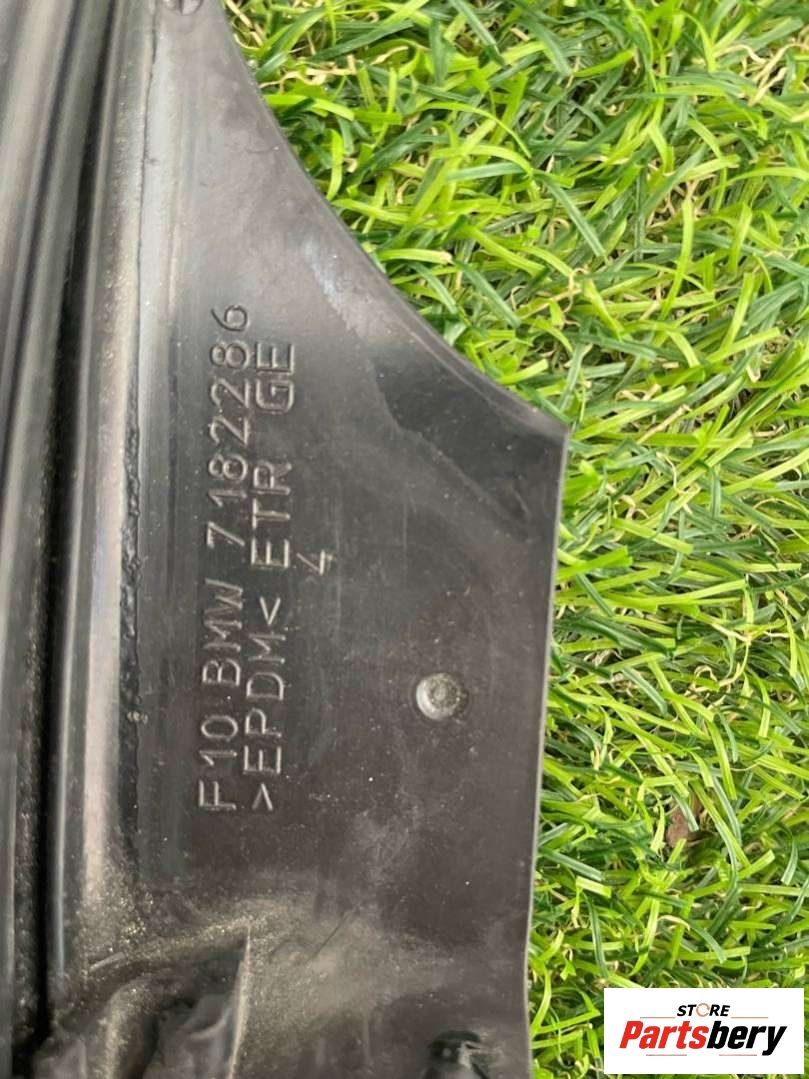 F10 BMW 7182286
>EPDM< ETR GE
4
STORE
Partsbery